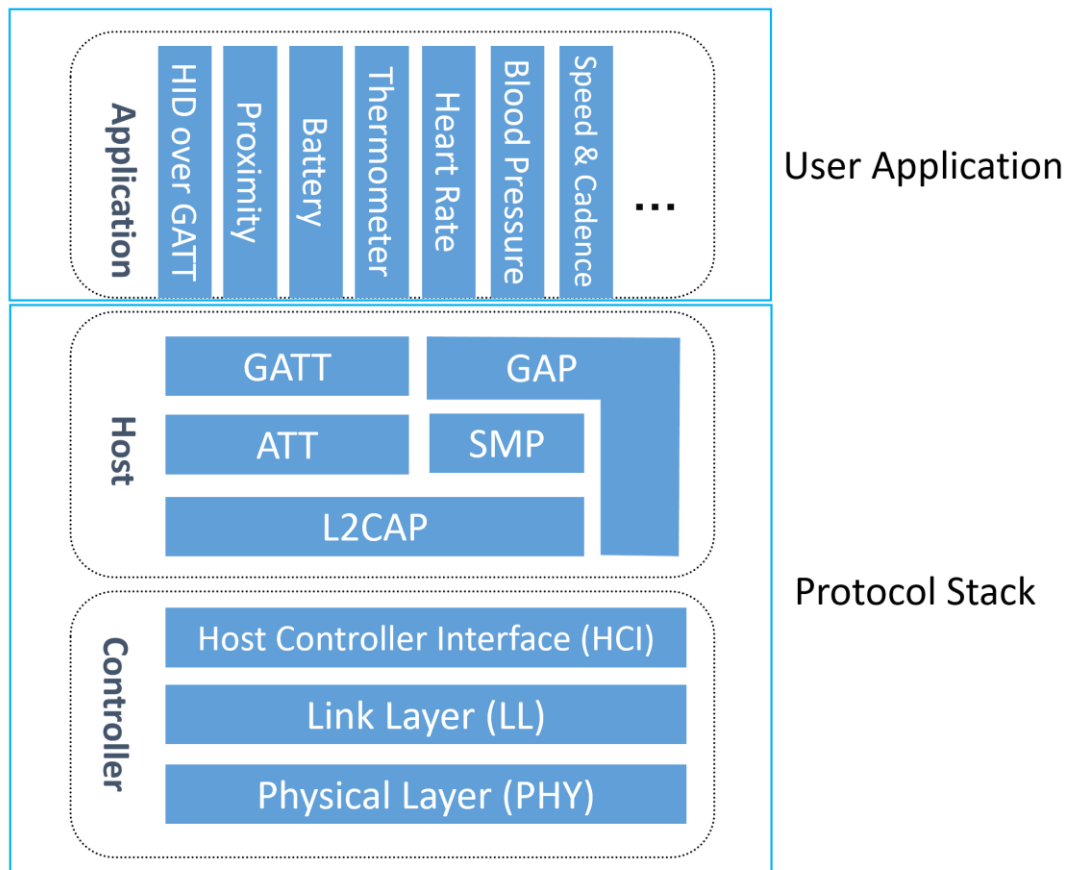 Application
HID over GATT
Proximity
Battery
Thermometer
Heart Rate
Blood Pressure
Speed & Cadence
...
User Application
Host
GATT
GAP
ATT
SMP
L2CAP
Protocol Stack
Controller
Host Controller Interface (HCI)
Link Layer (LL)
Physical Layer (PHY)